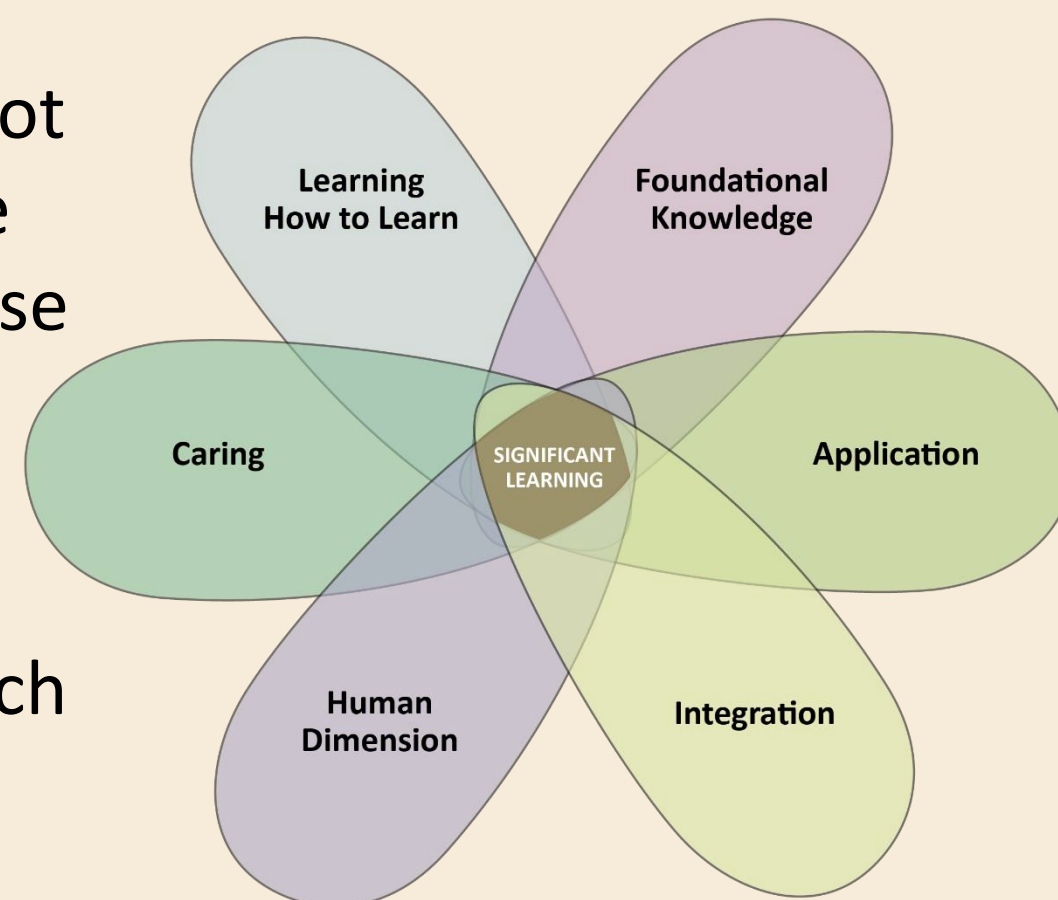 ot
e
se
ch
Learning
How to Learn
Foundational
Knowledge
Caring
SIGNIFICANT
LEARNING
Application
Human
Dimension
Integration